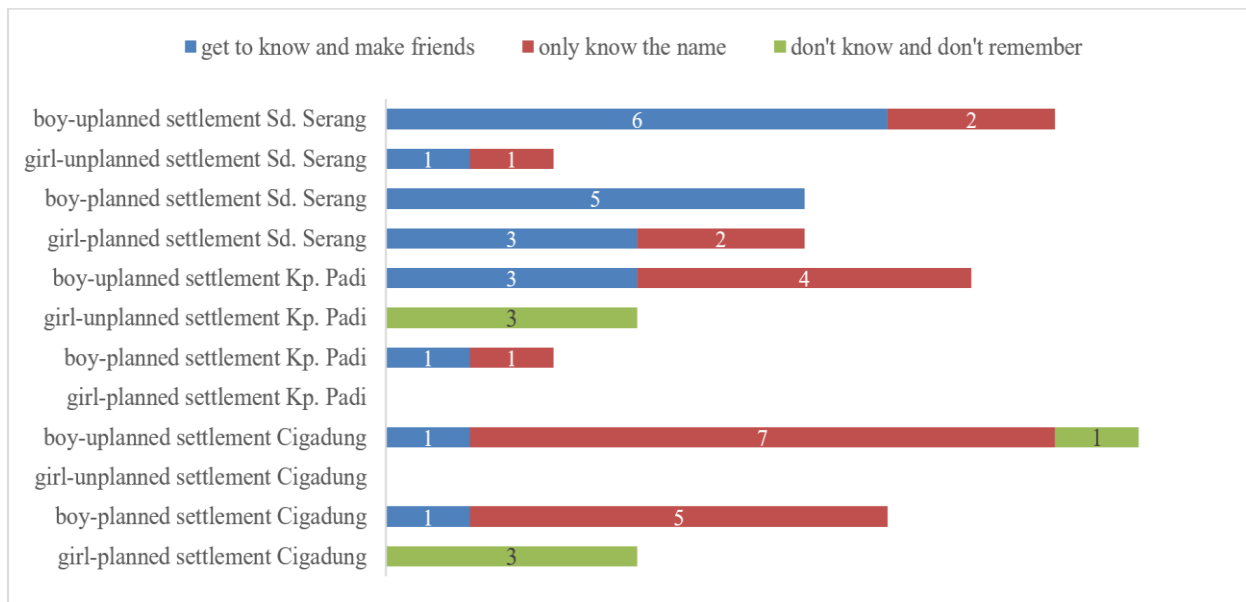 get to know and make friends only know the name don't know and don't remember
boy-uplanned settlement Sd. Serang 6 2
girl-unplanned settlement Sd. Serang 1 1
boy-planned settlement Sd. Serang 5
girl-planned settlement Sd. Serang 3 2
boy-uplanned settlement Kp. Padi 3 4
girl-unplanned settlement Kp. Padi 3
boy-planned settlement Kp. Padi 1 1
girl-planned settlement Kp. Padi
boy-uplanned settlement Cigadung 1 7 1
girl-unplanned settlement Cigadung
boy-planned settlement Cigadung 1 5
girl-planned settlement Cigadung 3